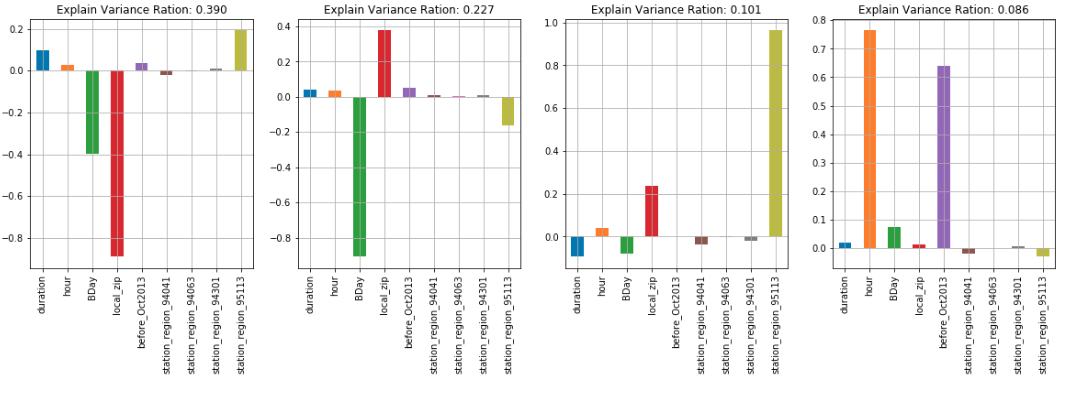 Explain Variance Ration: 0.390
0.2
0.0
−0.2
−0.4
−0.6
−0.8
duration
hour
BDay
local_zip
before_Oct2013
station_region_94041
station_region_94063
station_region_94301
station_region_95113
Explain Variance Ration: 0.227
0.4
0.2
0.0
−0.2
−0.4
−0.6
−0.8
duration
hour
BDay
local_zip
before_Oct2013
station_region_94041
station_region_94063
station_region_94301
station_region_95113
Explain Variance Ration: 0.101
1.0
0.8
0.6
0.4
0.2
0.0
duration
hour
BDay
local_zip
before_Oct2013
station_region_94041
station_region_94063
station_region_94301
station_region_95113
Explain Variance Ration: 0.086
0.8
0.7
0.6
0.5
0.4
0.3
0.2
0.1
0.0
duration
hour
BDay
local_zip
before_Oct2013
station_region_94041
station_region_94063
station_region_94301
station_region_95113